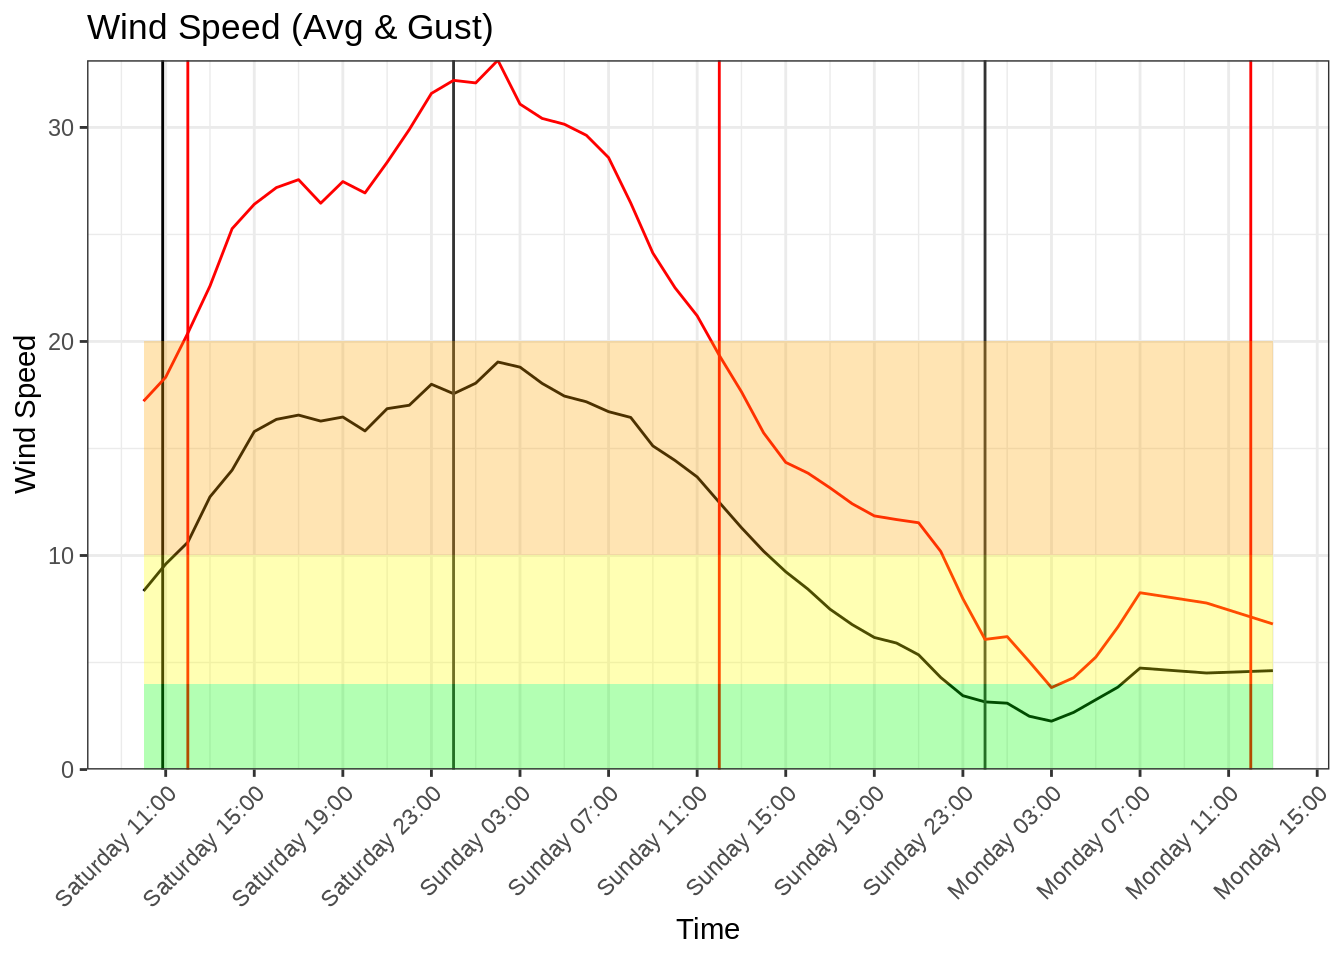 Wind Speed (Avg & Gust)
Wind Speed
30
20
10
0
Saturday 11:00
Saturday 15:00
Saturday 19:00
Saturday 23:00
Sunday 03:00
Sunday 07:00
Sunday 11:00
Sunday 15:00
Sunday 19:00
Sunday 23:00
Monday 03:00
Monday 07:00
Monday 11:00
Monday 15:00
Time